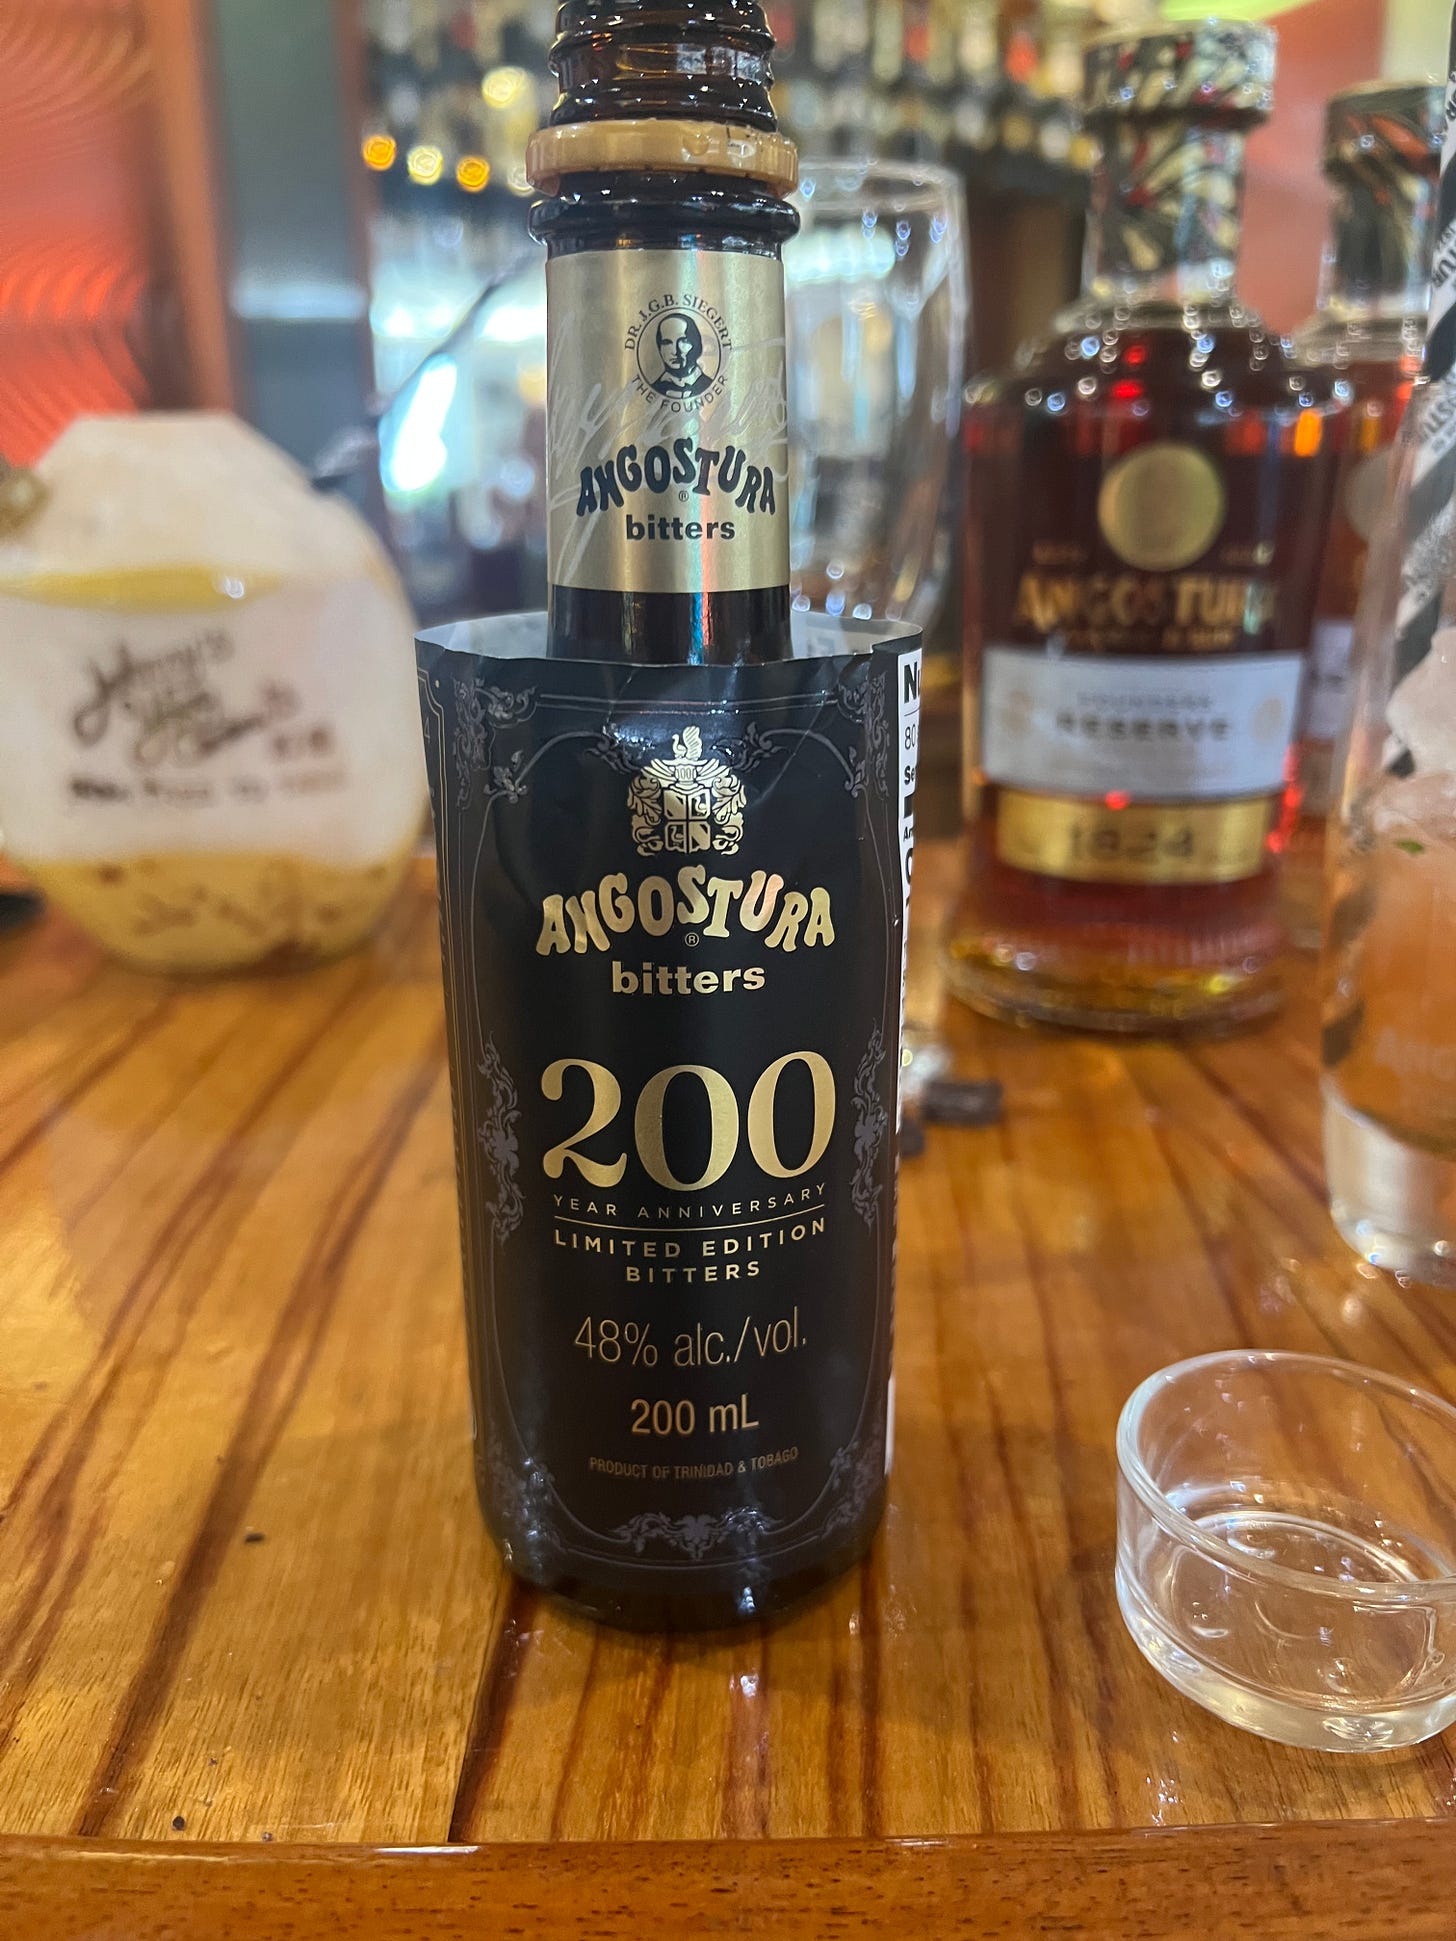 DR. J.G.B. SIEGERT
THE FOUNDER
ANGOSTURA
®
bitters
ANGOSTURA
®
bitters
200
YEAR ANNIVERSARY
LIMITED EDITION
BITTERS
48% alc./vol.
200 mL
PRODUCT OF TRINIDAD & TOBAGO
ANGOSTURA
RESERVE
1824